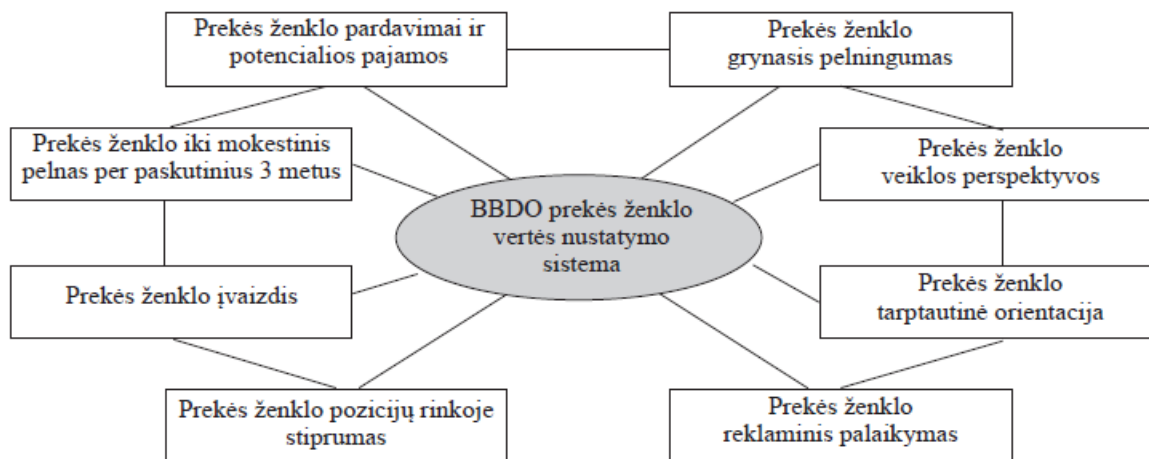 Prekės ženklo pardavimai ir
potencialios pajamos
Prekės ženklo
grynasis pelningumas
Prekės ženklo iki mokestinis
pelnas per paskutinius 3 metus
Prekės ženklo
veiklos perspektyvos
BBDO prekės ženklo
vertės nustatymo
sistema
Prekės ženklo įvaizdis
Prekės ženklo
tarptautinė orientacija
Prekės ženklo pozicijų rinkoje
stiprumas
Prekės ženklo
reklaminis palaikymas